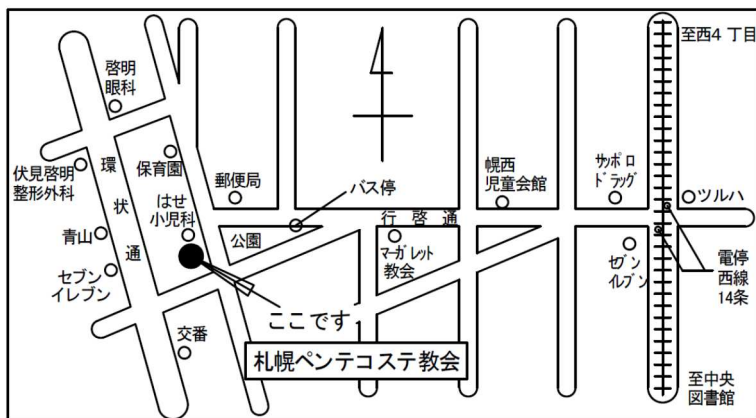 至西4丁目
啓明
眼科
伏見啓明
整形外科
環
状
通
保育園
はせ
小児科
郵便局
バス停
幌西
児童会館
サッポロ
ドラッグ
ツルハ
行啓通
公園
青山
セブン
イレブン
マーガレット
教会
セブン
イレブン
電停
西線
14条
ここです
交番
札幌ペンテコステ教会
至中央
図書館